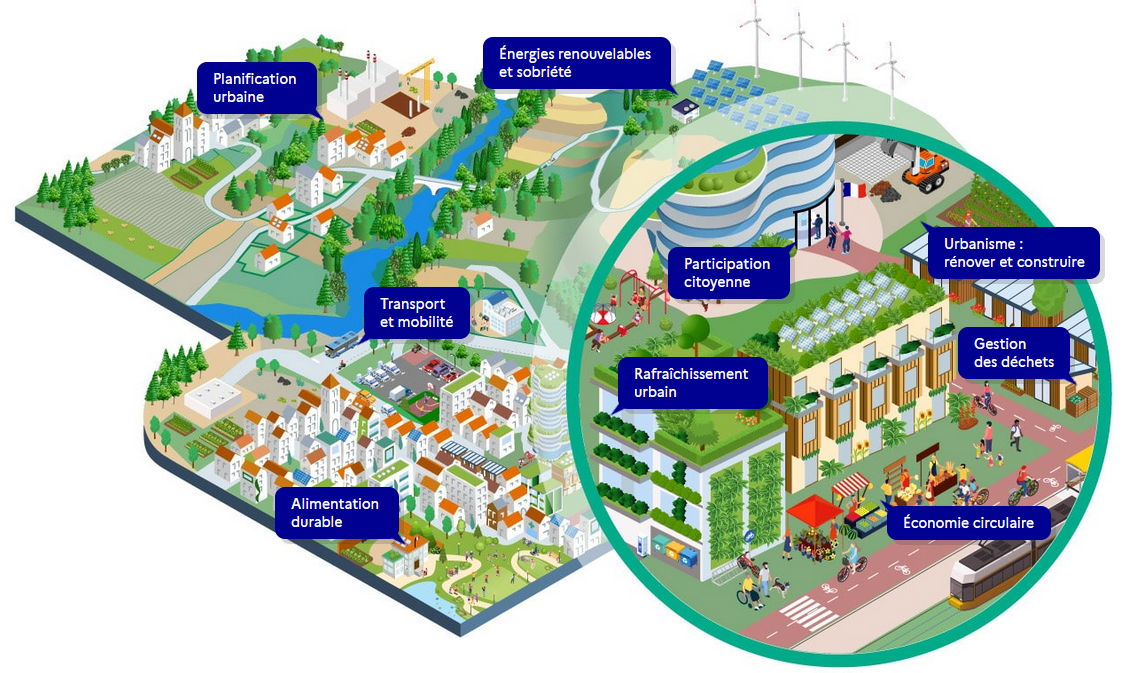 Énergies renouvelables
et sobriété
Planification
urbaine
Urbanisme :
rénover et construire
Participation
citoyenne
Transport
et mobilité
Gestion
des déchets
Rafraîchissement
urbain
Alimentation
durable
Économie circulaire